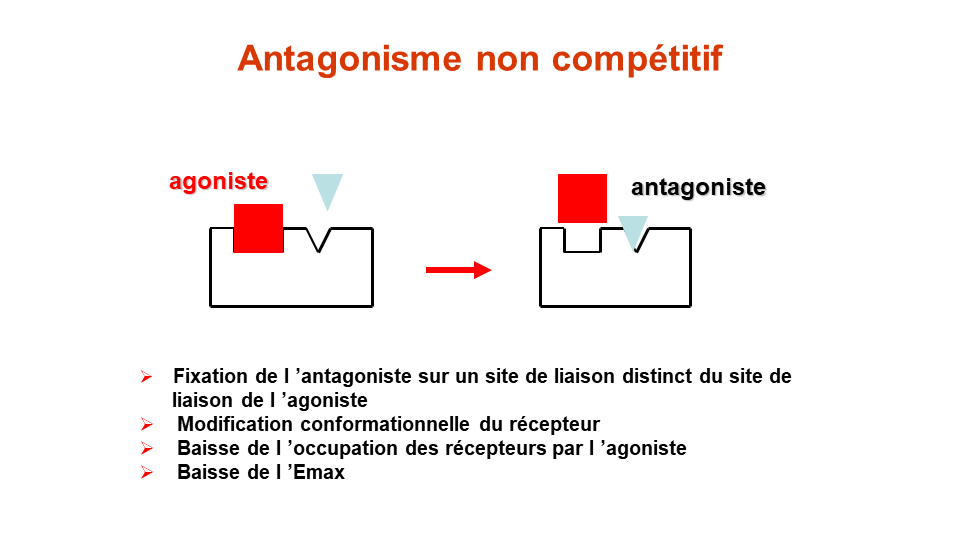 Antagonisme non compétitif
agoniste
antagoniste
Fixation de l ’antagoniste sur un site de liaison distinct du site de
liaison de l ’agoniste
Modification conformationnelle du récepteur
Baisse de l ’occupation des récepteurs par l ’agoniste
Baisse de l ’Emax